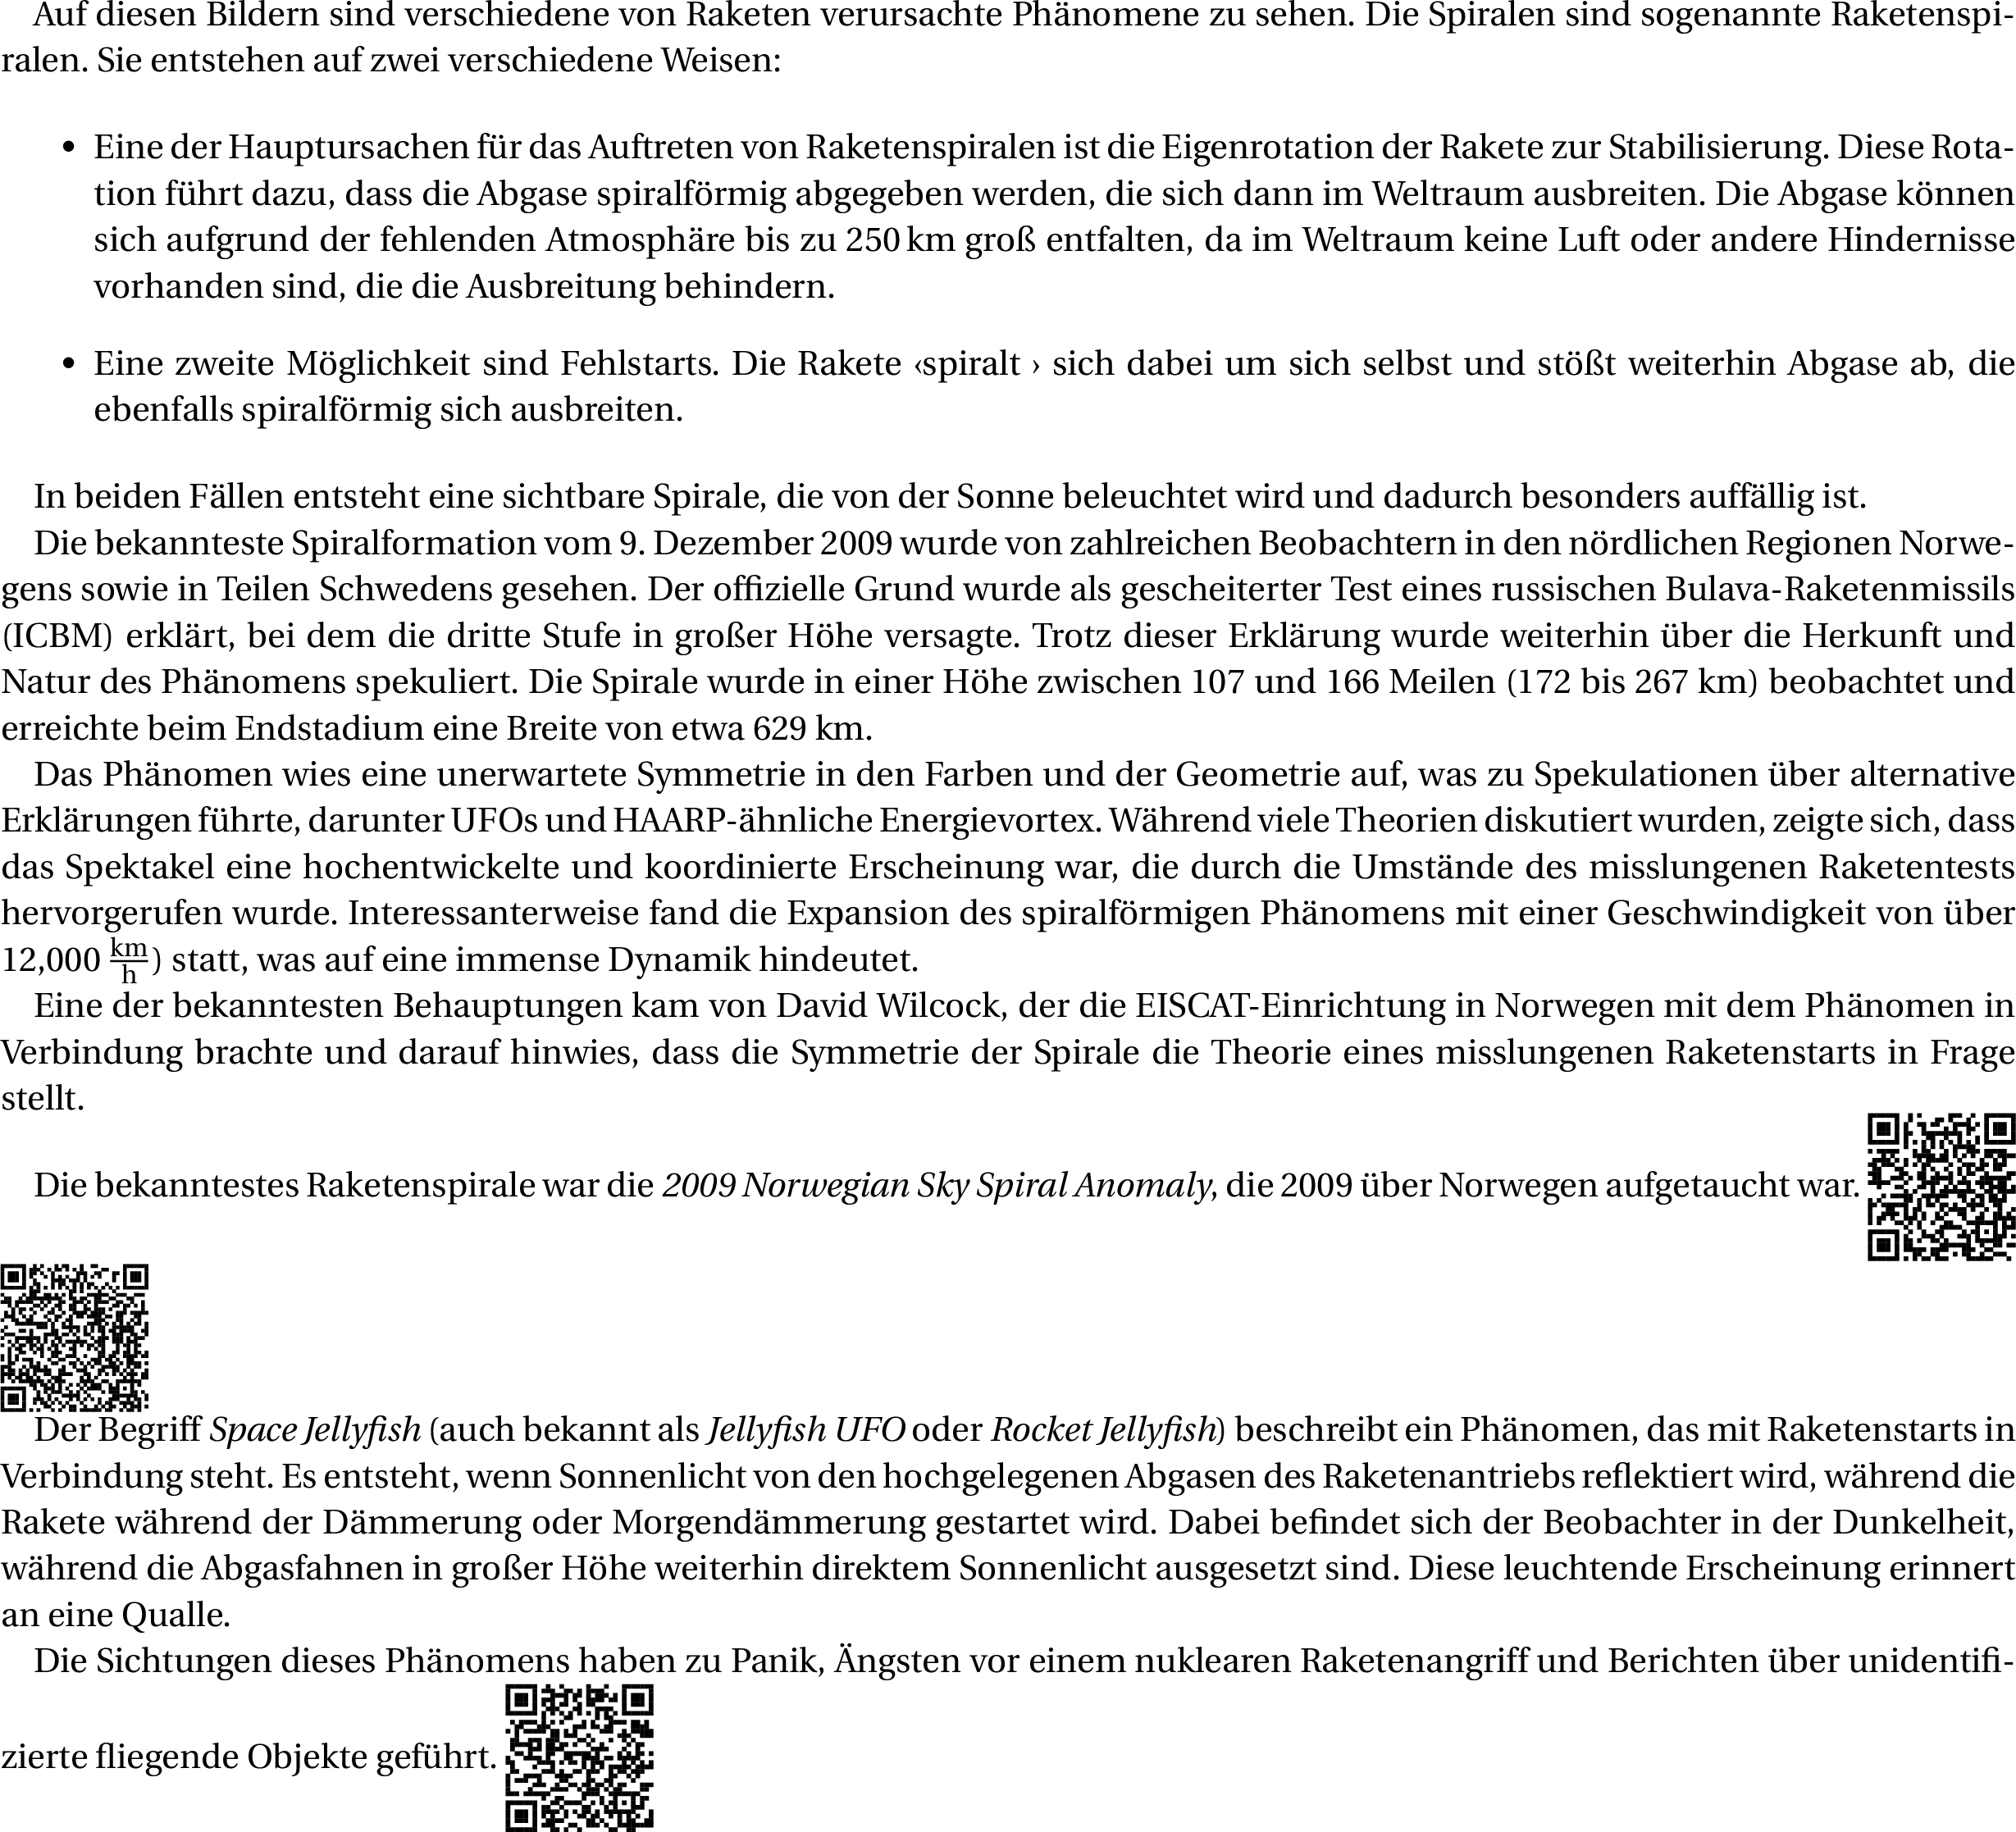 Auf diesen Bildern sind verschiedene von Raketen verursachte Phänomene zu sehen. Die Spiralen sind sogenannte Raketenspi-
ralen. Sie entstehen auf zwei verschiedene Weisen:
• Eine der Hauptursachen für das Auftreten von Raketenspiralen ist die Eigenrotation der Rakete zur Stabilisierung. Diese Rota-
tion führt dazu, dass die Abgase spiralförmig abgegeben werden, die sich dann im Weltraum ausbreiten. Die Abgase können
sich aufgrund der fehlenden Atmosphäre bis zu 250 km groß entfalten, da im Weltraum keine Luft oder andere Hindernisse
vorhanden sind, die die Ausbreitung behindern.
• Eine zweite Möglichkeit sind Fehlstarts. Die Rakete ‹spiralt › sich dabei um sich selbst und stößt weiterhin Abgase ab, die
ebenfalls spiralförmig sich ausbreiten.
In beiden Fällen entsteht eine sichtbare Spirale, die von der Sonne beleuchtet wird und dadurch besonders auffällig ist.
Die bekannteste Spiralformation vom 9. Dezember 2009 wurde von zahlreichen Beobachtern in den nördlichen Regionen Norwe-
gens sowie in Teilen Schwedens gesehen. Der offizielle Grund wurde als gescheiterter Test eines russischen Bulava-Raketenmissils
(ICBM) erklärt, bei dem die dritte Stufe in großer Höhe versagte. Trotz dieser Erklärung wurde weiterhin über die Herkunft und
Natur des Phänomens spekuliert. Die Spirale wurde in einer Höhe zwischen 107 und 166 Meilen (172 bis 267 km) beobachtet und
erreichte beim Endstadium eine Breite von etwa 629 km.
Das Phänomen wies eine unerwartete Symmetrie in den Farben und der Geometrie auf, was zu Spekulationen über alternative
Erklärungen führte, darunter UFOs und HAARP-ähnliche Energievortex. Während viele Theorien diskutiert wurden, zeigte sich, dass
das Spektakel eine hochentwickelte und koordinierte Erscheinung war, die durch die Umstände des misslungenen Raketentests
hervorgerufen wurde. Interessanterweise fand die Expansion des spiralförmigen Phänomens mit einer Geschwindigkeit von über
12,000 km/h) statt, was auf eine immense Dynamik hindeutet.
Eine der bekanntesten Behauptungen kam von David Wilcock, der die EISCAT-Einrichtung in Norwegen mit dem Phänomen in
Verbindung brachte und darauf hinwies, dass die Symmetrie der Spirale die Theorie eines misslungenen Raketenstarts in Frage
stellt.
Die bekanntestes Raketenspirale war die 2009 Norwegian Sky Spiral Anomaly, die 2009 über Norwegen aufgetaucht war.
Der Begriff Space Jellyfish (auch bekannt als Jellyfish UFO oder Rocket Jellyfish) beschreibt ein Phänomen, das mit Raketenstarts in
Verbindung steht. Es entsteht, wenn Sonnenlicht von den hochgelegenen Abgasen des Raketenantriebs reflektiert wird, während die
Rakete während der Dämmerung oder Morgendämmerung gestartet wird. Dabei befindet sich der Beobachter in der Dunkelheit,
während die Abgasfahnen in großer Höhe weiterhin direktem Sonnenlicht ausgesetzt sind. Diese leuchtende Erscheinung erinnert
an eine Qualle.
Die Sichtungen dieses Phänomens haben zu Panik, Ängsten vor einem nuklearen Raketenangriff und Berichten über unidentifi-
zierte fliegende Objekte geführt.